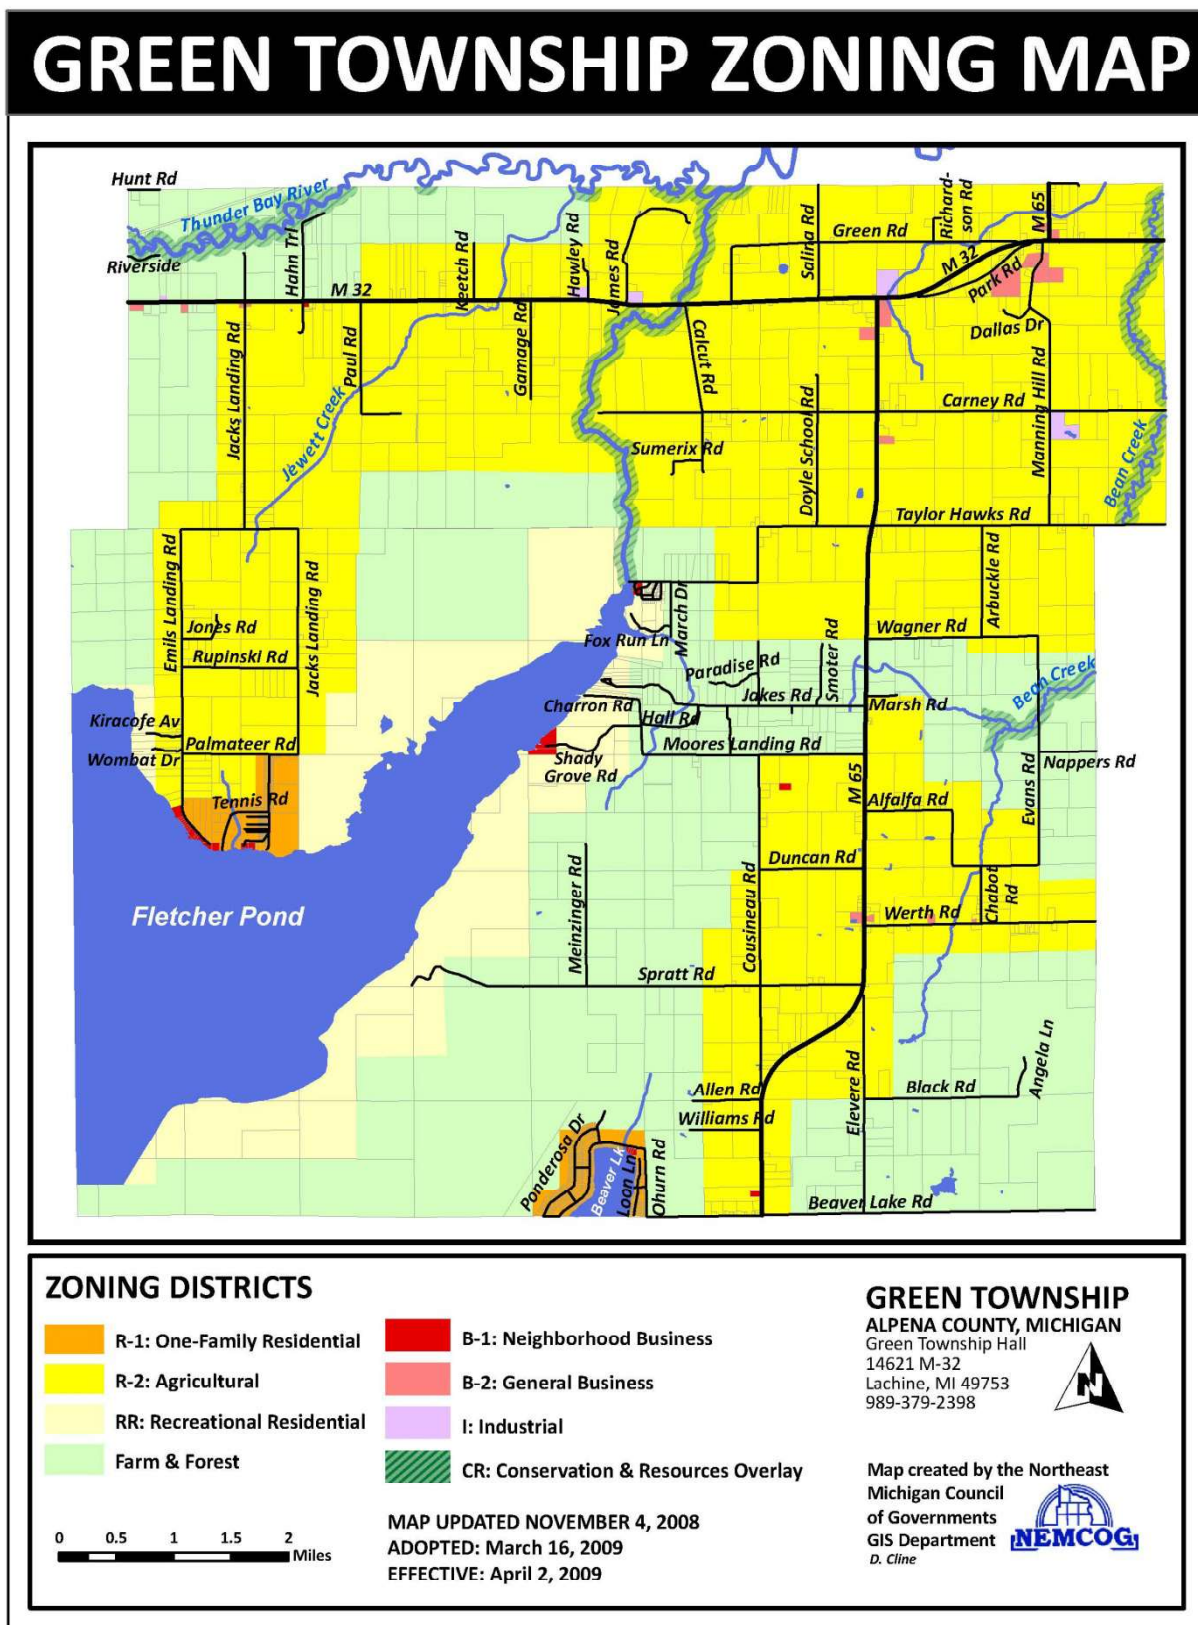 GREEN TOWNSHIP ZONING MAP
Hunt Rd
Thunder Bay River
Riverside
Hahn Trl
M 32
Keetch Rd
Hawley Rd
James Rd
Salina Rd
Green Rd
Richard-
son Rd
M 65
M 32
Park Rd
Dallas Dr
Jacks Landing Rd
Paul Rd
Gamage Rd
Calcut Rd
Jewett Creek
Sumerix Rd
Doyle School Rd
Carney Rd
Manning Hill Rd
Bean Creek
Taylor Hawks Rd
Emils Landing Rd
Jones Rd
Rupinski Rd
Jacks Landing Rd
Fox Run Ln
March Dr
Paradise Rd
Smoter Rd
Wagner Rd
Arbuckle Rd
Bean Creek
Jakes Rd
Marsh Rd
Kiracofe Av
Palmateer Rd
Wombat Dr
Charron Rd
Hall Rd
Moores Landing Rd
Shady
Grove Rd
Nappers Rd
Tennis Rd
M 65
Alfalfa Rd
Evans Rd
Duncan Rd
Fletcher Pond
Meinzinger Rd
Cousineau Rd
Werth Rd
Chabot
Rd
Spratt Rd
Allen Rd
Williams Rd
Elevere Rd
Black Rd
Angela Ln
Ponderosa Dr
Beaver Lk
Loon Ln
Ohurn Rd
Beaver Lake Rd
ZONING DISTRICTS
R-1: One-Family Residential
R-2: Agricultural
RR: Recreational Residential
Farm & Forest
B-1: Neighborhood Business
B-2: General Business
I: Industrial
CR: Conservation & Resources Overlay
0 0.5 1 1.5 2
Miles
MAP UPDATED NOVEMBER 4, 2008
ADOPTED: March 16, 2009
EFFECTIVE: April 2, 2009
GREEN TOWNSHIP
ALPENA COUNTY, MICHIGAN
Green Township Hall
14621 M-32
Lachine, MI 49753
989-379-2398
N
Map created by the Northeast
Michigan Council
of Governments
GIS Department
D. Cline
NEMCOG